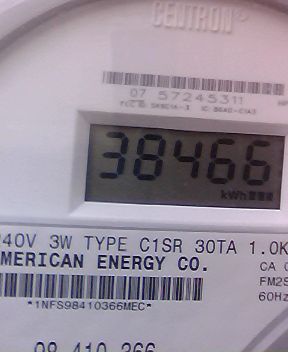 CENTRON®
07 57245311
38466
kWh
240V 3W TYPE C1SR 30TA 1.0K
AMERICAN ENERGY CO.
CA 0
FM2S
60Hz
*1NFS98410366MEC*
98 410 366